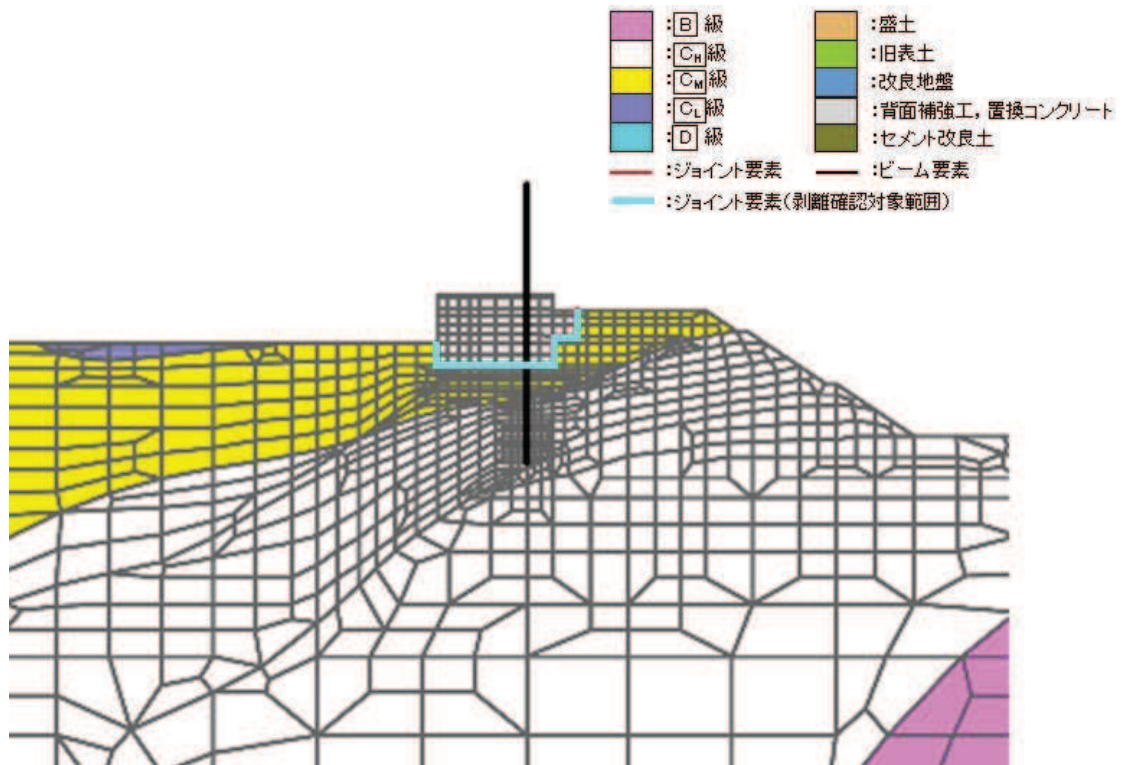 :B 級
:CH級
:CM級
:CL級
:D 級
:盛土
:旧表土
:改良地盤
:背面補強工，置換コンクリート
:セメント改良土
:ジョイント要素
:ビーム要素
:ジョイント要素(剥離確認対象範囲)